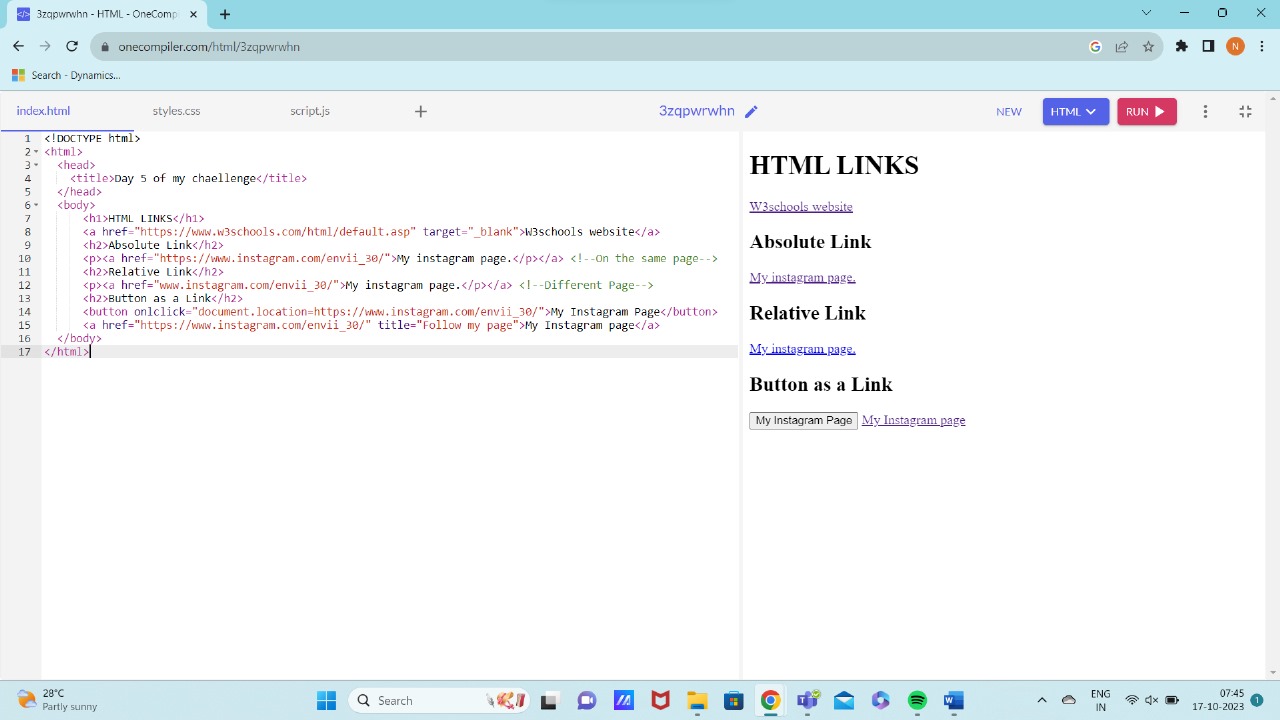 3zqpwrwhn - HTML - OneCompi
onecompiler.com/html/3zqpwrwhn
N
Search - Dynamics...
index.html
styles.css
script.js
3zqpwrwhn
NEW
HTML
RUN
1 <!DOCTYPE html>
2 <html>
3 <head>
4 <title>Day 5 of my chaellenge</title>
5 </head>
6 <body>
7 <h1>HTML LINKS</h1>
8 <a href="https://www.w3schools.com/html/default.asp" target="_blank">W3schools website</a>
9 <h2>Absolute Link</h2>
10 <p><a href="https://www.instagram.com/envii_30/">My instagram page.</p></a> <!--On the same page-->
11 <h2>Relative Link</h2>
12 <p><a href="www.instagram.com/envii_30/">My instagram page.</p></a> <!--Different Page-->
13 <h2>Button as a Link</h2>
14 <button onlclick="document.location=https://www.instagram.com/envii_30/">My Instagram Page</button>
15 <a href="https://www.instagram.com/envii_30/" title="Follow my page">My Instagram page</a>
16 </body>
17 </html>
HTML LINKS
W3schools website
Absolute Link
My instagram page.
Relative Link
My instagram page.
Button as a Link
My Instagram Page My Instagram page
28°C
Partly sunny
Search
ENG
IN
07:45
17-10-2023
1